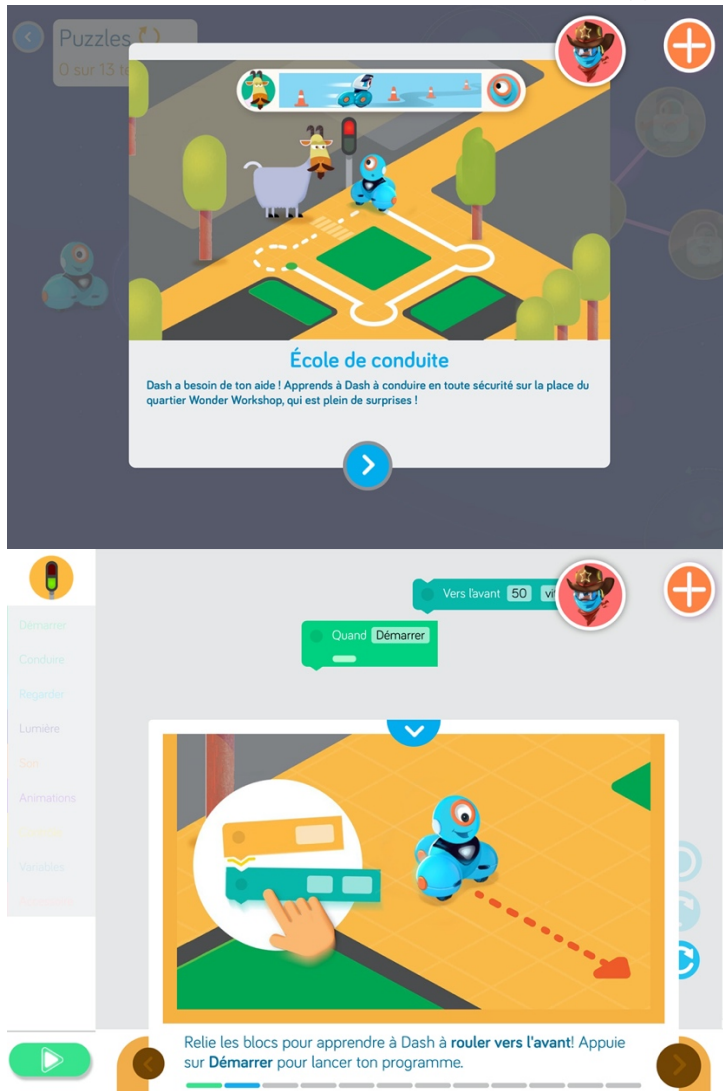 Puzzles
0 sur 13
École de conduite
Dash a besoin de ton aide ! Apprends à Dash à conduire en toute sécurité sur la place du
quartier Wonder Workshop, qui est plein de surprises !
Vers l'avant 50
Quand Démarrer
Démarrer
Conduire
Regarder
Lumière
Son
Animations
Variables
Relie les blocs pour apprendre à Dash à rouler vers l'avant! Appuie
sur Démarrer pour lancer ton programme.